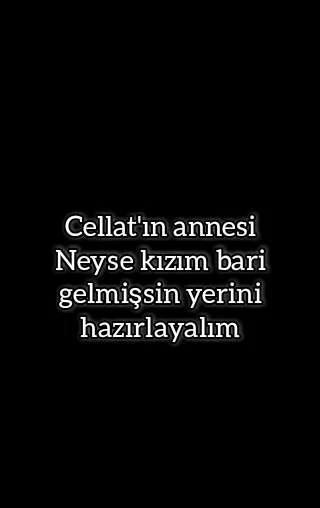 Cellat'ın annesi
Neyse kızım bari
gelmişsin yerini
hazırlayalım